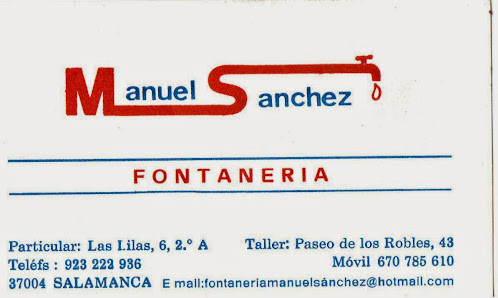 Manuel Sanchez
FONTANERIA
Particular: Las Lilas, 6, 2.º A Taller: Paseo de los Robles, 43
Teléfs : 923 222 936 Móvil 670 785 610
37004 SALAMANCA E mail:fontaneriamanuelsánchez@hotmail.com